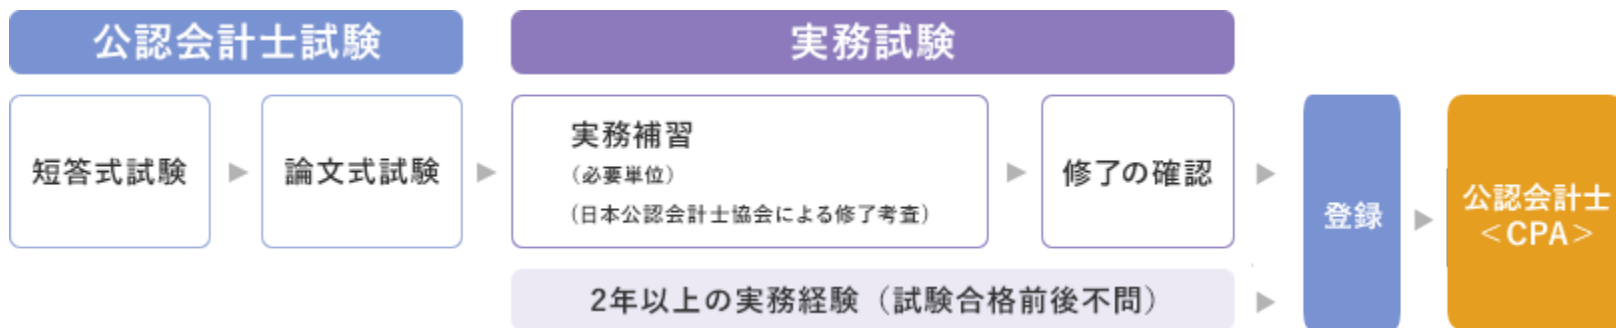 公認会計士試験
実務試験
短答式試験
論文式試験
実務補習
(必要単位)
(日本公認会計士協会による修了考査)
修了の確認
2年以上の実務経験（試験合格前後不問）
登録
公認会計士
＜CPA＞